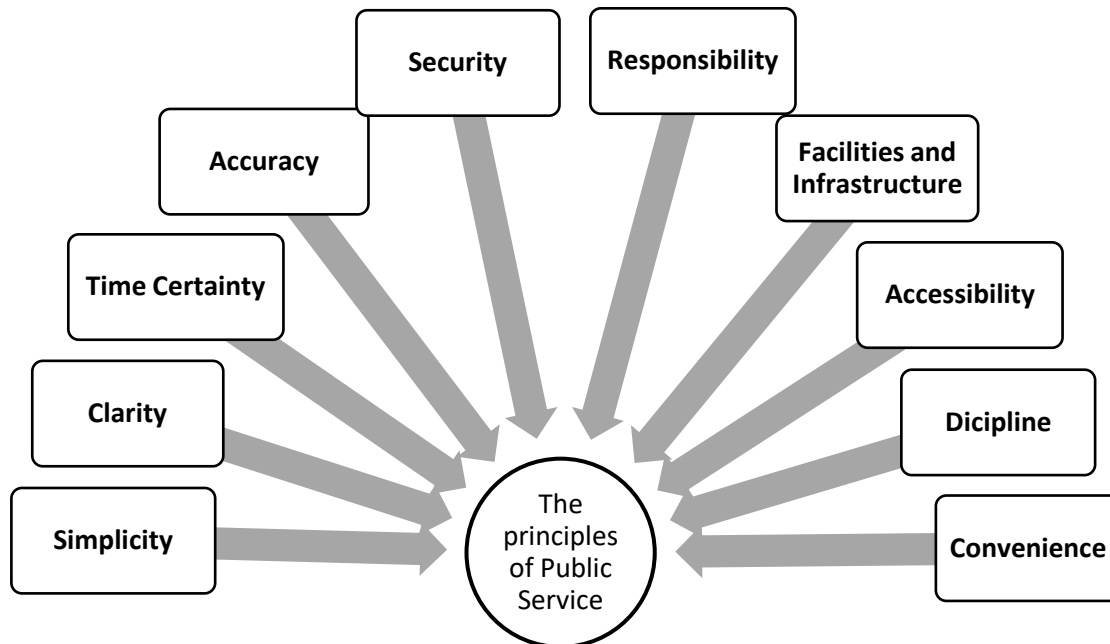 Security
Responsibility
Accuracy
Facilities and
Infrastructure
Time Certainty
Accessibility
Clarity
Dicipline
Simplicity
Convenience
The
principles
of Public
Service